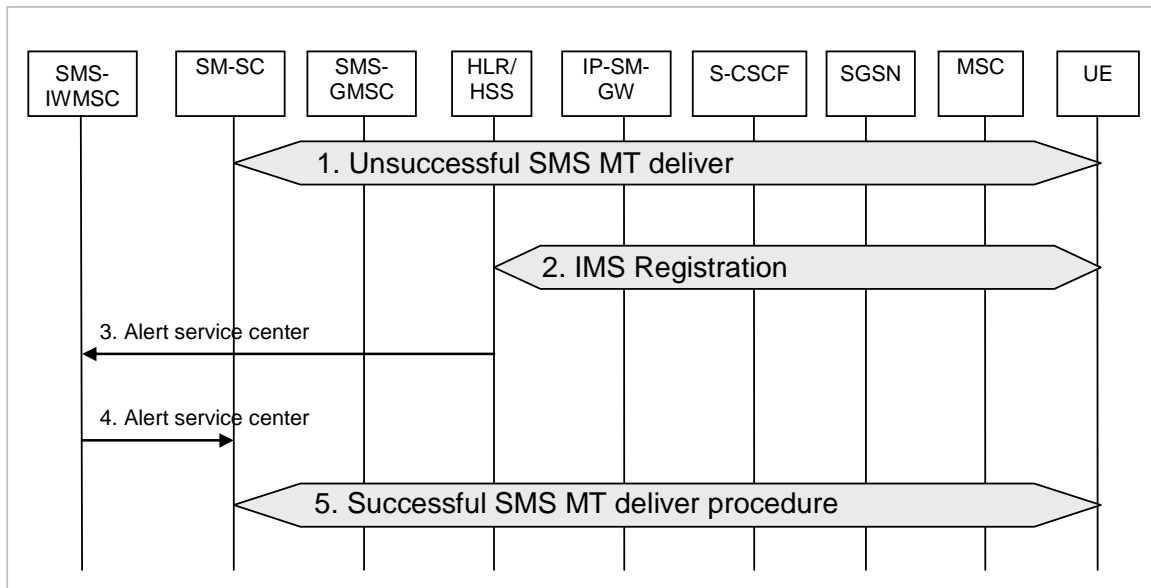 SMS-
IWMSC
SM-SC
SMS-
GMSC
HLR/
HSS
IP-SM-
GW
S-CSCF
SGSN
MSC
UE
1. Unsuccessful SMS MT deliver
2. IMS Registration
3. Alert service center
4. Alert service center
5. Successful SMS MT deliver procedure